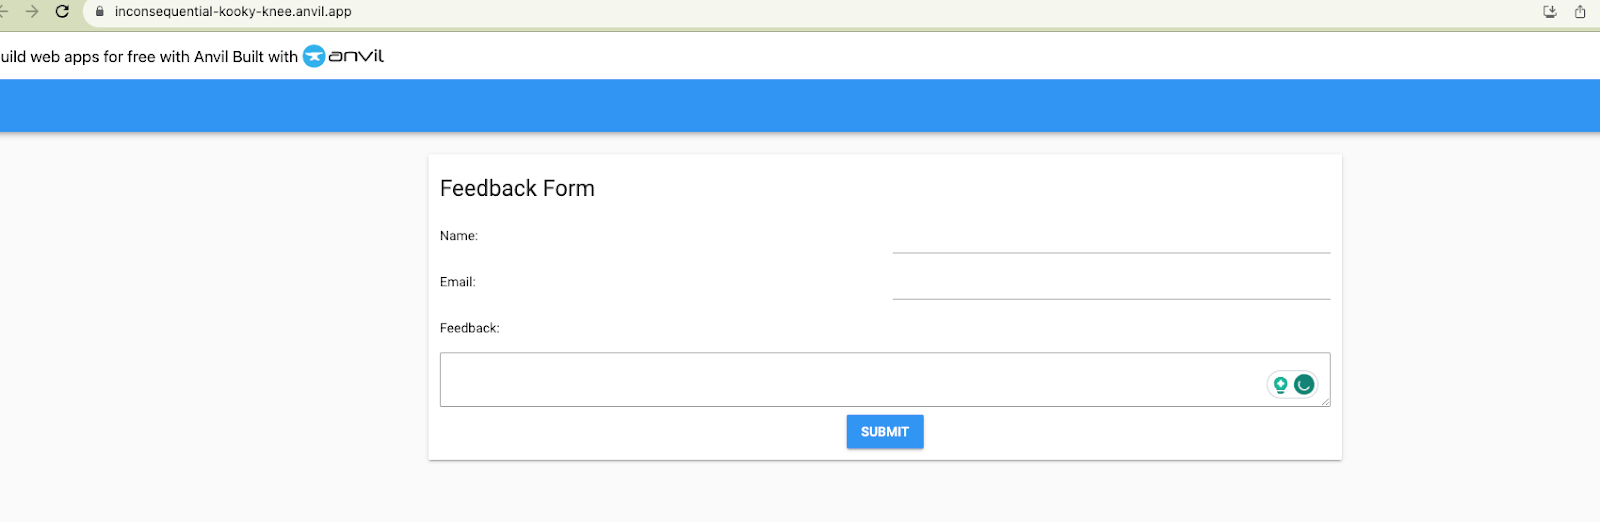 inconsequential-kooky-knee.anvil.app
uild web apps for free with Anvil Built with anvil
Feedback Form
Name:
Email:
Feedback:
SUBMIT